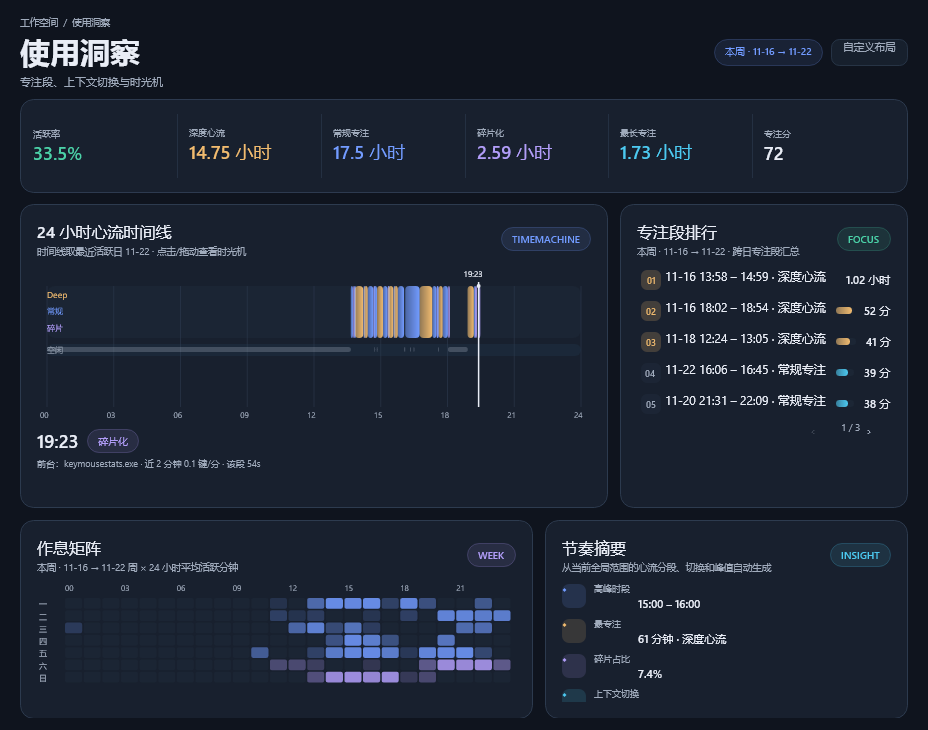 工作空间 / 使用洞察
使用洞察
专注段、上下文切换与时光机
本周 · 11-16 → 11-22
自定义布局
活跃率
33.5%
深度心流
14.75 小时
常规专注
17.5 小时
碎片化
2.59 小时
最长专注
1.73 小时
专注分
72
24 小时心流时间线
时间线取最近活跃日 11-22 · 点击/拖动查看时光机
TIMEMACHINE
19:23
Deep
常规
碎片
空闲
00 03 06 09 12 15 18 21 24
19:23 碎片化
前台：keymousestats.exe · 近 2 分钟 0.1 键/分 · 该段 54s
专注段排行
本周 · 11-16 → 11-22 · 跨日专注段汇总
FOCUS
01 11-16 13:58 – 14:59 · 深度心流 1.02 小时
02 11-16 18:02 – 18:54 · 深度心流 52 分
03 11-18 12:24 – 13:05 · 深度心流 41 分
04 11-22 16:06 – 16:45 · 常规专注 39 分
05 11-20 21:31 – 22:09 · 常规专注 38 分
‹ 1 / 3 ›
作息矩阵
本周 · 11-16 → 11-22 周 × 24 小时平均活跃分钟
WEEK
00 03 06 09 12 15 18 21
一
二
三
四
五
六
日
节奏摘要
从当前全局范围的心流分段、切换和峰值自动生成
INSIGHT
高峰时段
15:00 – 16:00
最专注
61 分钟 · 深度心流
碎片占比
7.4%
上下文切换